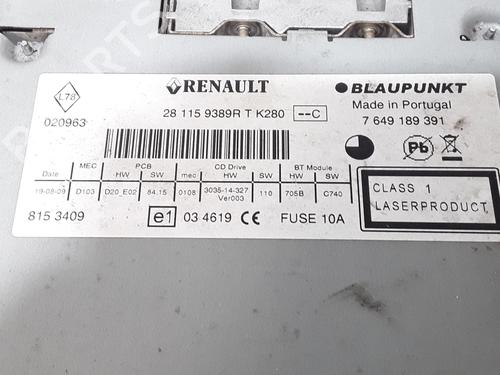 L78
RENAULT
BLAUPUNKT
020963
28 115 9389R T K280
--C
Made in Portugal
7 649 189 391
Pb
MEC PCB CD Drive BT Module
Date HW SW mec HW SW HW SW
19-08-09 D103 D20_E02 84.15 0108 3035-14-327 Ver003 110 705B C740
CLASS 1
LASERPRODUCT
815 3409
e1
03 4619 CE
FUSE 10A